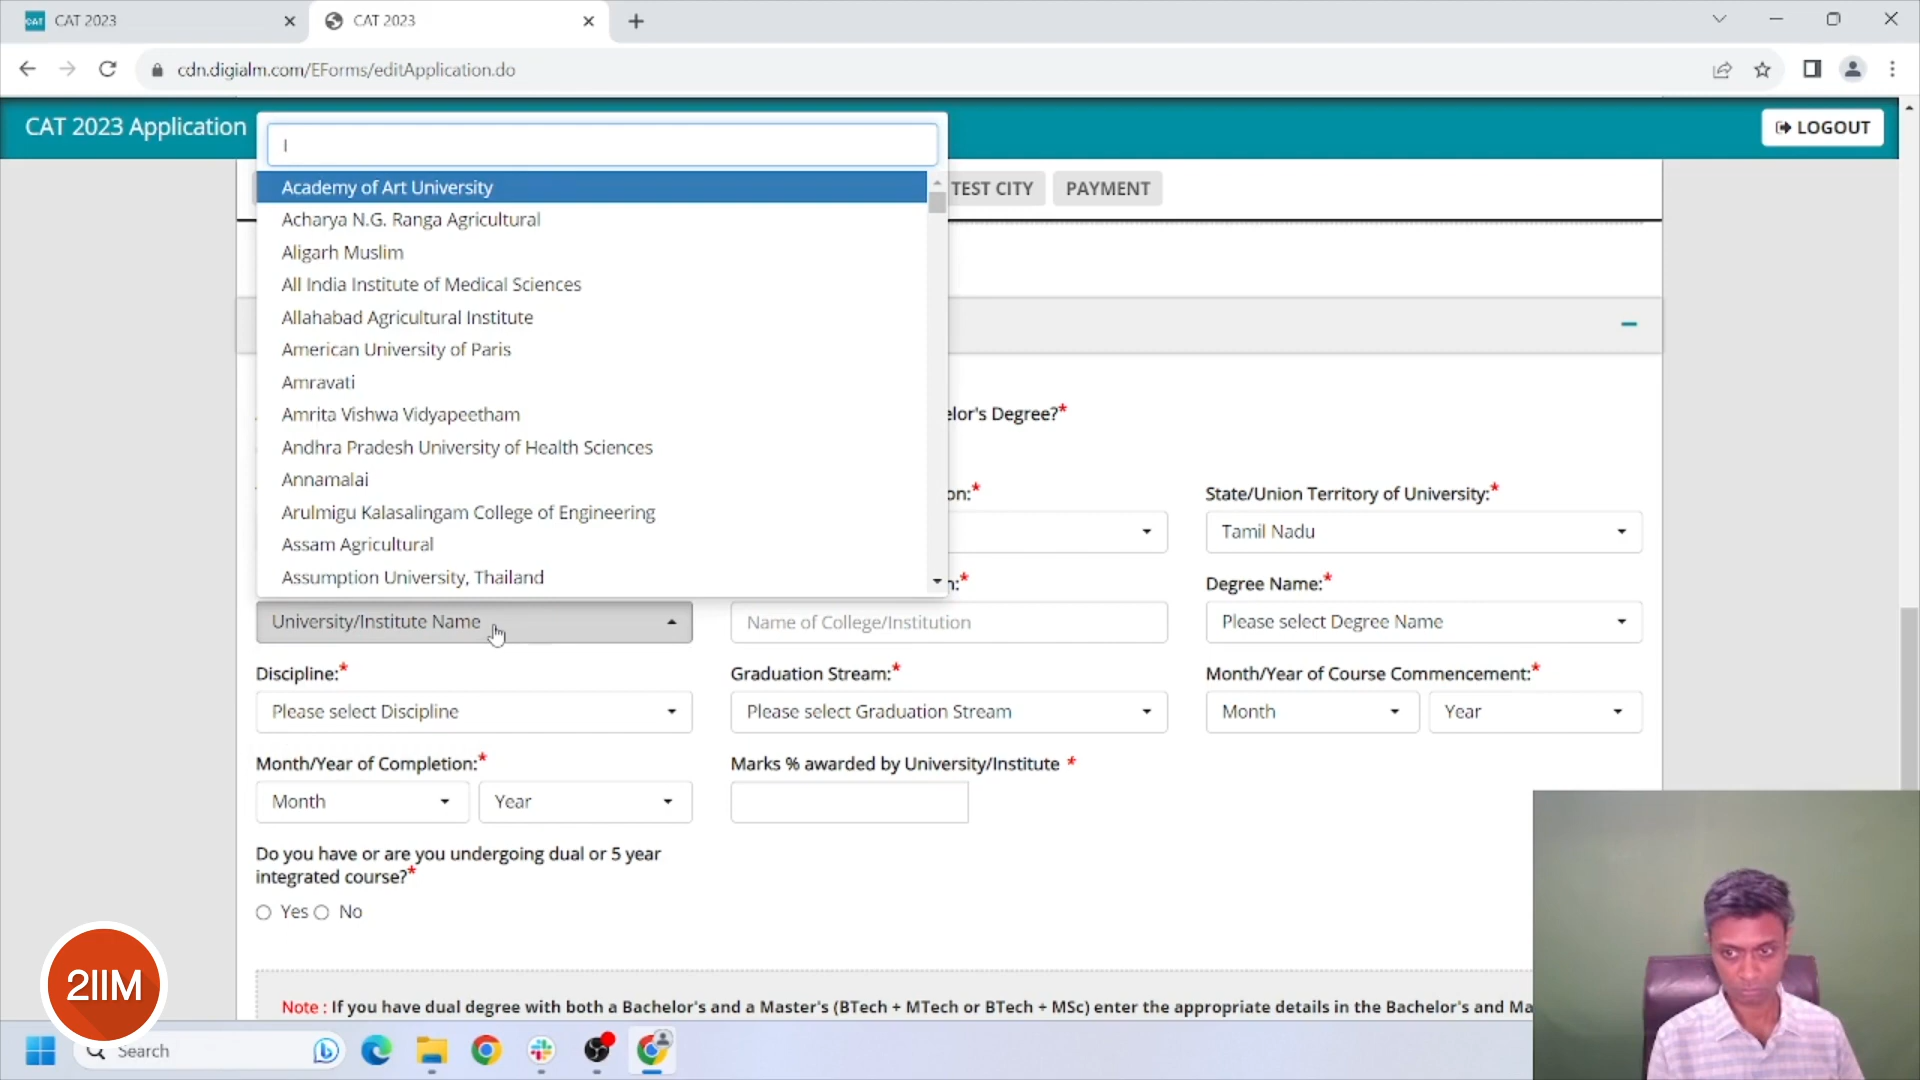 CAT CAT 2023
CAT 2023
cdn.digialm.com/EForms/editApplication.do
CAT 2023 Application
LOGOUT
TEST CITY
PAYMENT
Academy of Art University
Acharya N.G. Ranga Agricultural
Aligarh Muslim
All India Institute of Medical Sciences
Allahabad Agricultural Institute
American University of Paris
Amravati
Amrita Vishwa Vidyapeetham
Andhra Pradesh University of Health Sciences
Annamalai
Arulmigu Kalasalingam College of Engineering
Assam Agricultural
Assumption University, Thailand
elor's Degree?*
on:*
State/Union Territory of University:*
Tamil Nadu
n:*
Degree Name:*
University/Institute Name
Name of College/Institution
Please select Degree Name
Discipline:*
Graduation Stream:*
Month/Year of Course Commencement:*
Please select Discipline
Please select Graduation Stream
Month
Year
Month/Year of Completion:*
Marks % awarded by University/Institute *
Month
Year
Do you have or are you undergoing dual or 5 year
integrated course?*
Yes
No
Note : If you have dual degree with both a Bachelor's and a Master's (BTech + MTech or BTech + MSc) enter the appropriate details in the Bachelor's and Ma
2IIM
Search